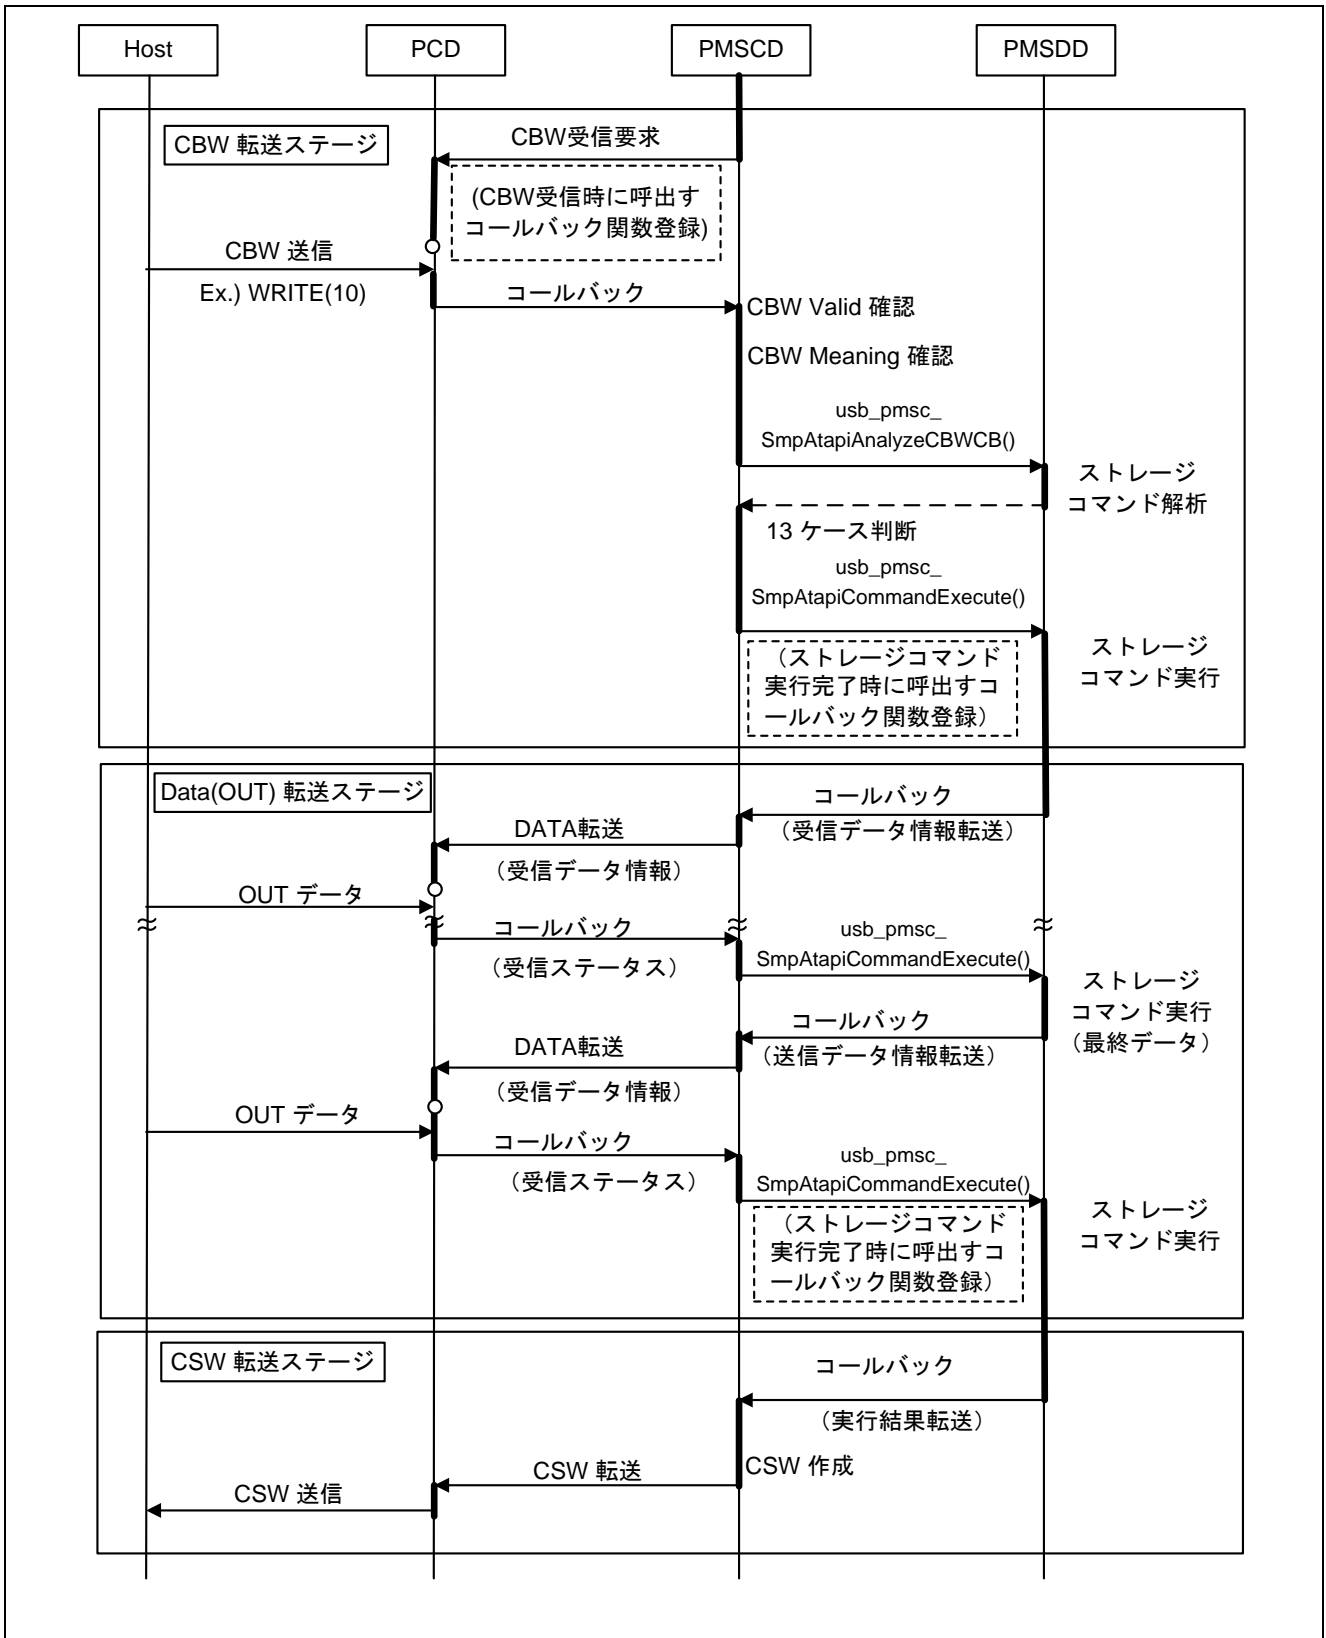 Host
PCD
PMSCD
PMSDD
CBW 転送ステージ
CBW受信要求
(CBW受信時に呼出す
コールバック関数登録)
CBW 送信
Ex.) WRITE(10)
コールバック
CBW Valid 確認
CBW Meaning 確認
usb_pmsc_
SmpAtapiAnalyzeCBWCB()
ストレージ
コマンド解析
13 ケース判断
usb_pmsc_
SmpAtapiCommandExecute()
ストレージ
コマンド実行
（ストレージコマンド
実行完了時に呼出すコ
ールバック関数登録）
Data(OUT) 転送ステージ
コールバック
（受信データ情報転送）
DATA転送
（受信データ情報）
OUT データ
コールバック
（受信ステータス）
usb_pmsc_
SmpAtapiCommandExecute()
ストレージ
コマンド実行
（最終データ）
コールバック
（送信データ情報転送）
DATA転送
（受信データ情報）
OUT データ
コールバック
（受信ステータス）
usb_pmsc_
SmpAtapiCommandExecute()
ストレージ
コマンド実行
（ストレージコマンド
実行完了時に呼出すコ
ールバック関数登録）
CSW 転送ステージ
コールバック
（実行結果転送）
CSW 作成
CSW 転送
CSW 送信